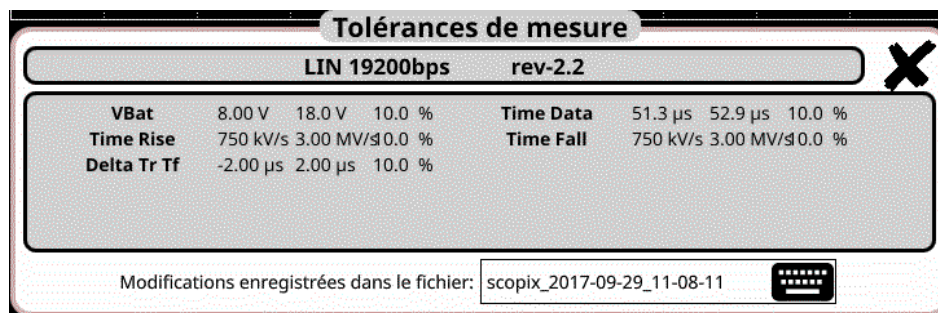 Tolérances de mesure
LIN 19200bps rev-2.2
VBat 8.00 V 18.0 V 10.0 % Time Data 51.3 µs 52.9 µs 10.0 %
Time Rise 750 kV/s 3.00 MV/s 10.0 % Time Fall 750 kV/s 3.00 MV/s 10.0 %
Delta Tr Tf -2.00 µs 2.00 µs 10.0 %
Modifications enregistrées dans le fichier: scopix_2017-09-29_11-08-11